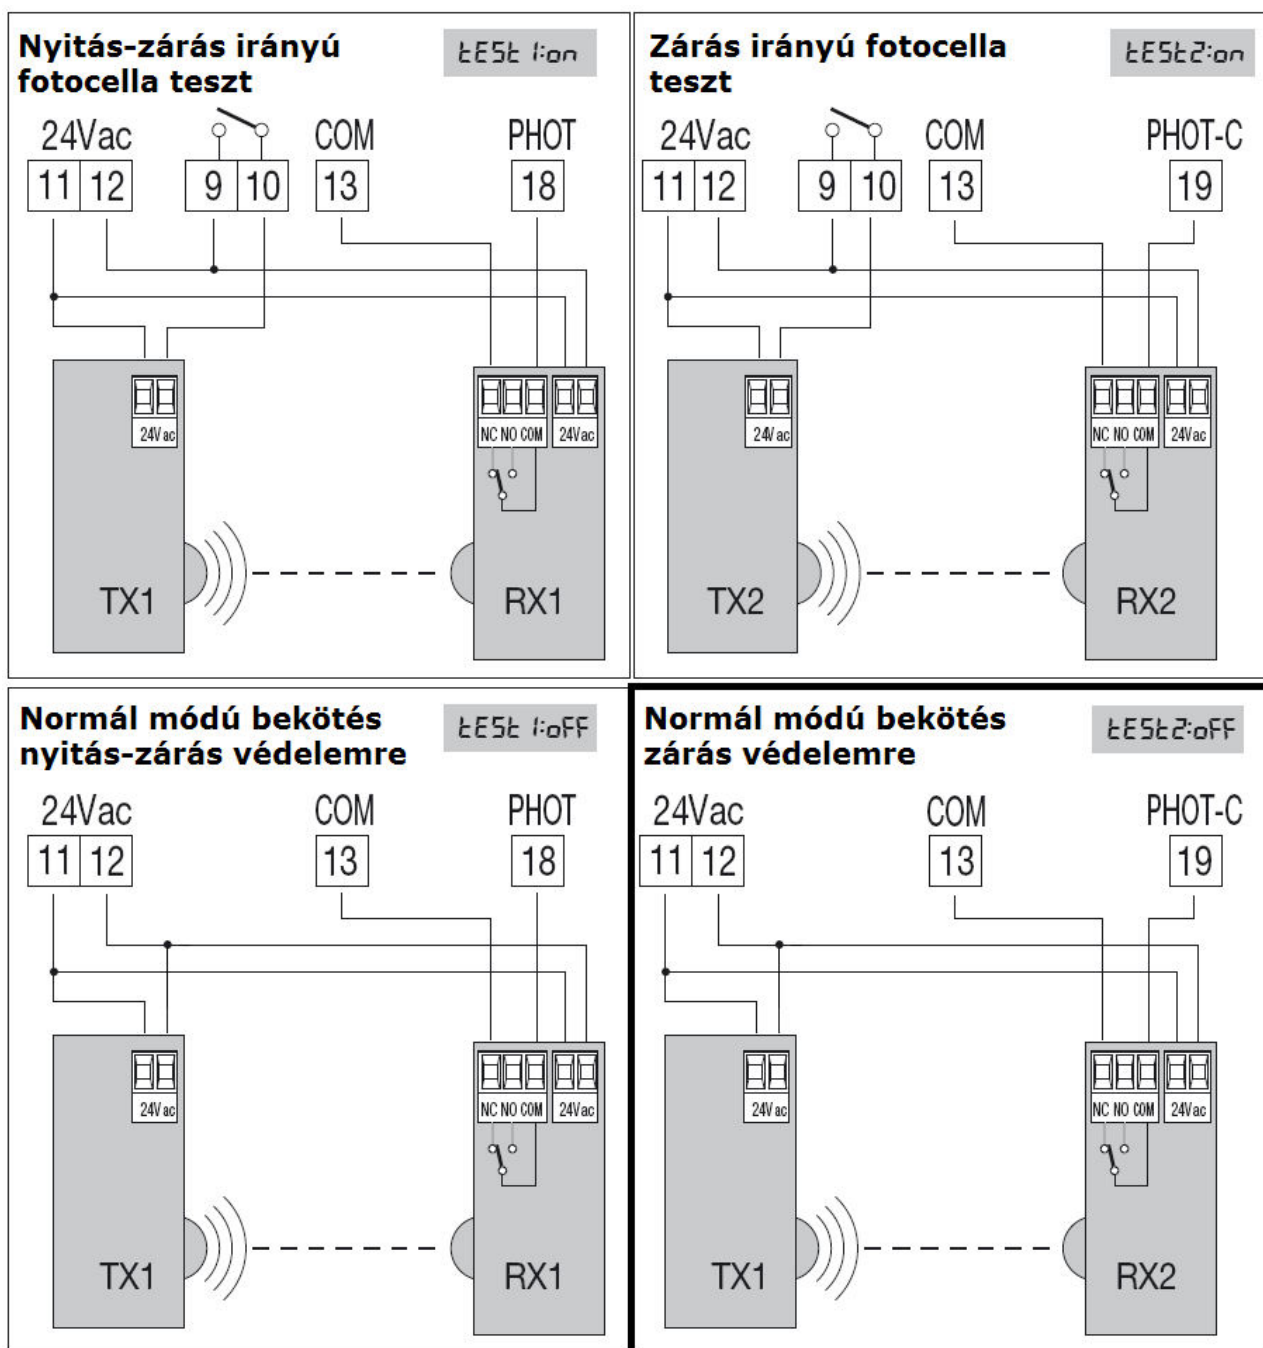 Nyitás-zárás irányú
fotocella teszt
tESt 1:on
24Vac COM PHOT
11 12 9 10 13 18
24Vac
NC NO COM 24Vac
TX1 RX1
Zárás irányú fotocella
teszt
tESt2:on
24Vac COM PHOT-C
11 12 9 10 13 19
24Vac
NC NO COM 24Vac
TX2 RX2
Normál módú bekötés
nyitás-zárás védelemre
tESt 1:oFF
24Vac COM PHOT
11 12 13 18
24Vac
NC NO COM 24Vac
TX1 RX1
Normál módú bekötés
zárás védelemre
tESt2:oFF
24Vac COM PHOT-C
11 12 13 19
24Vac
NC NO COM 24Vac
TX1 RX2